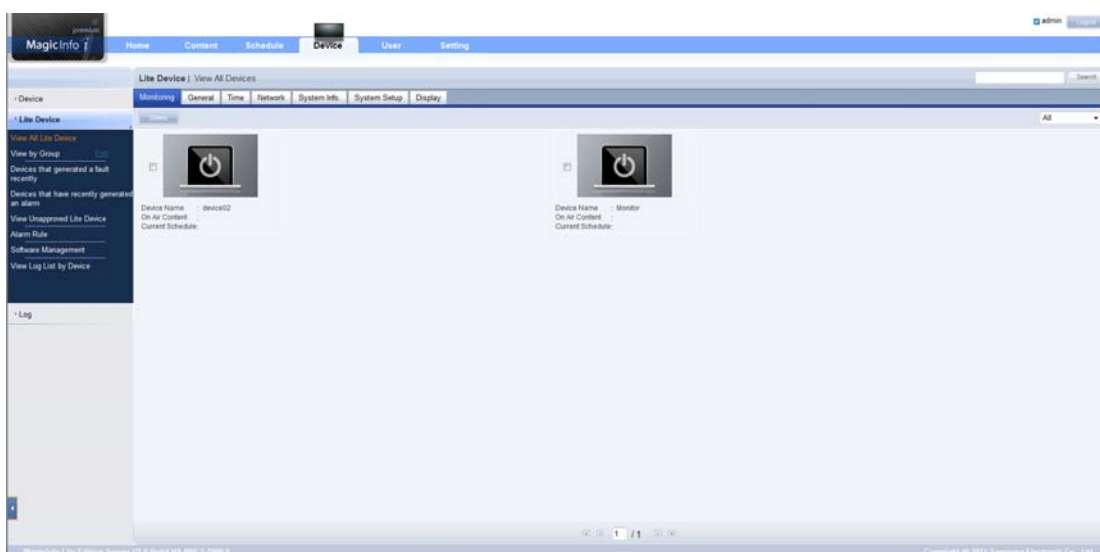 premium
MagicInfo i
Home Content Schedule Device User Setting
admin Logout
Lite Device | View All Devices
Search
Device
Monitoring General Time Network System Info. System Setup Display
Lite Device
All
View All Lite Device
View by Group Edit
Devices that generated a fault
recently
Devices that have recently generated
an alarm
View Unapproved Lite Device
Alarm Rule
Software Management
View Log List by Device
Device Name : device02
On Air Content :
Current Schedule:
Device Name : Monitor
On Air Content :
Current Schedule:
Log
1 / 1